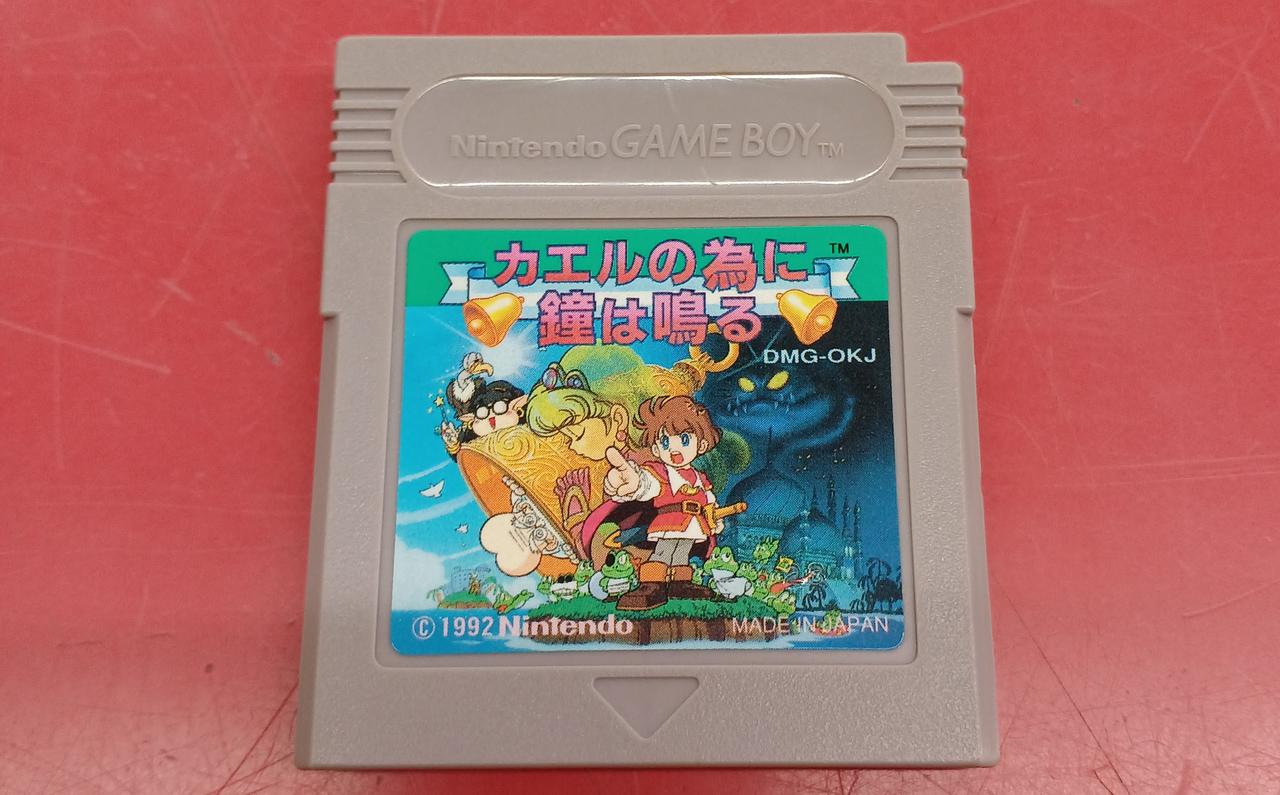 Nintendo GAME BOY TM
カエルの為に TM
鐘は鳴る
DMG-OKJ
© 1992 Nintendo MADE IN JAPAN